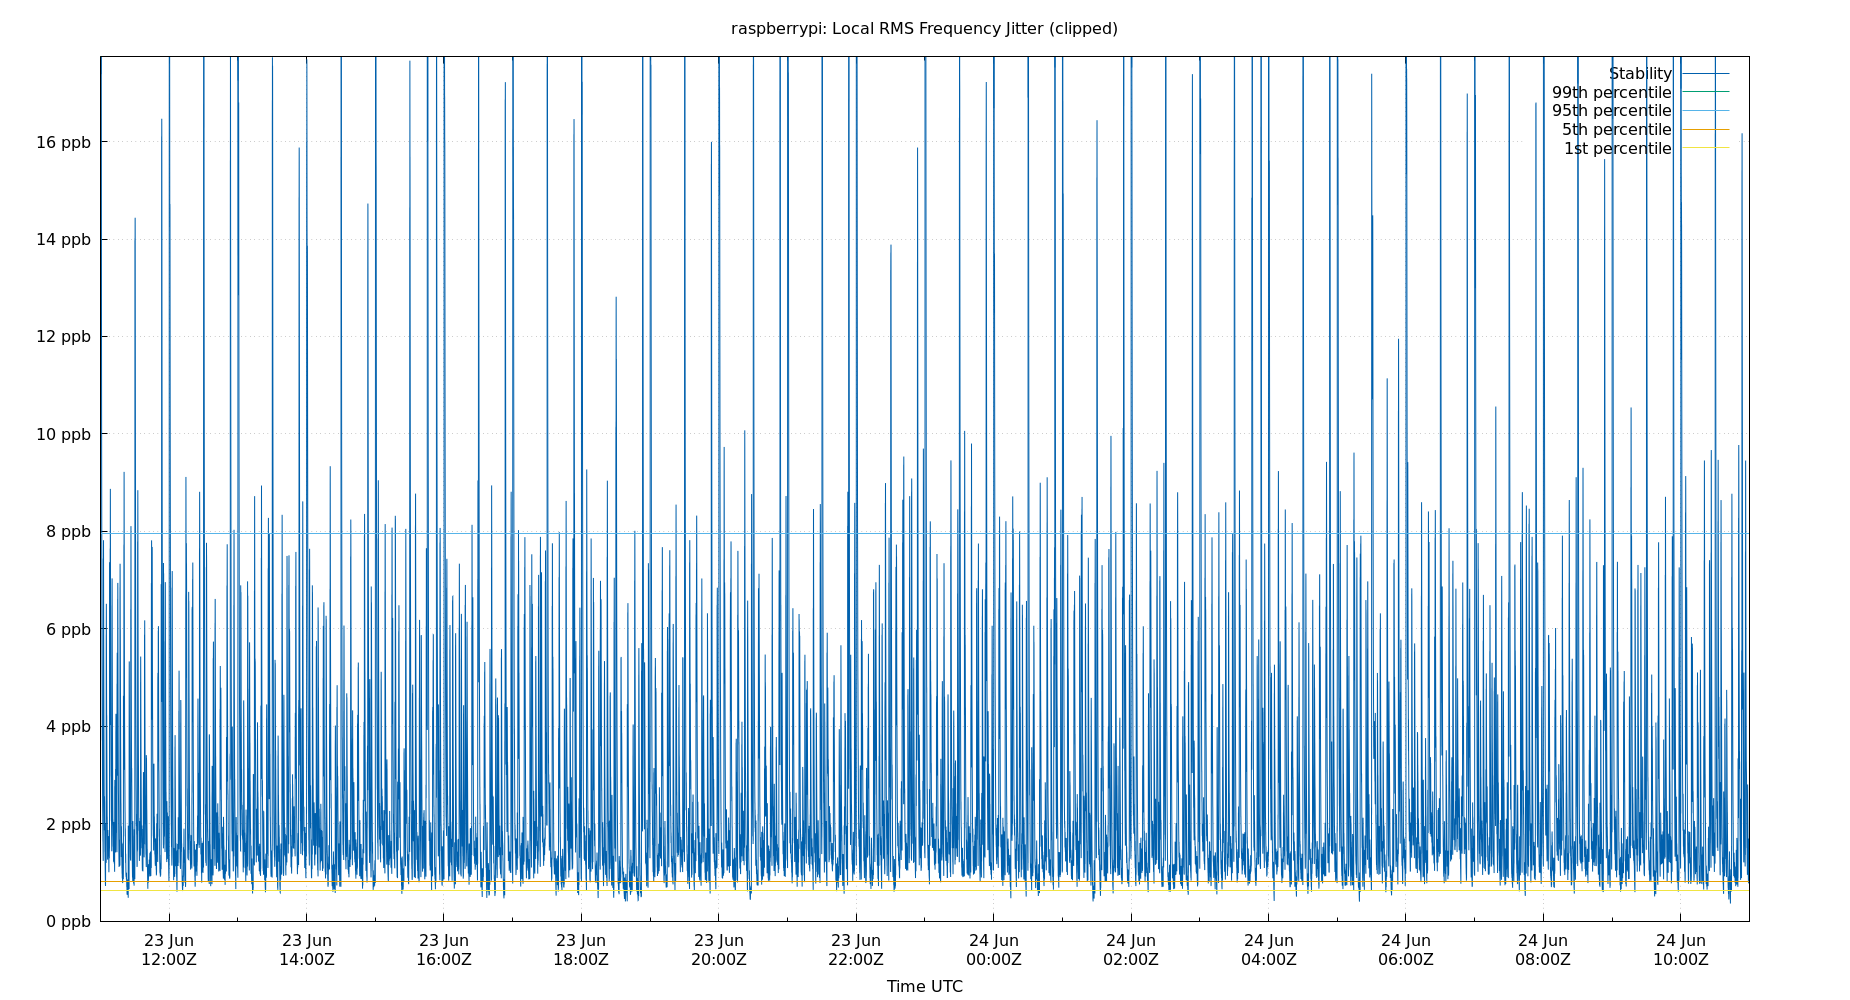 raspberrypi: Local RMS Frequency Jitter (clipped)
Stability
99th percentile
95th percentile
5th percentile
1st percentile
16 ppb
14 ppb
12 ppb
10 ppb
8 ppb
6 ppb
4 ppb
2 ppb
0 ppb
23 Jun 23 Jun 23 Jun 23 Jun 23 Jun 23 Jun 24 Jun 24 Jun 24 Jun 24 Jun 24 Jun 24 Jun
12:00Z 14:00Z 16:00Z 18:00Z 20:00Z 22:00Z 00:00Z 02:00Z 04:00Z 06:00Z 08:00Z 10:00Z
Time UTC